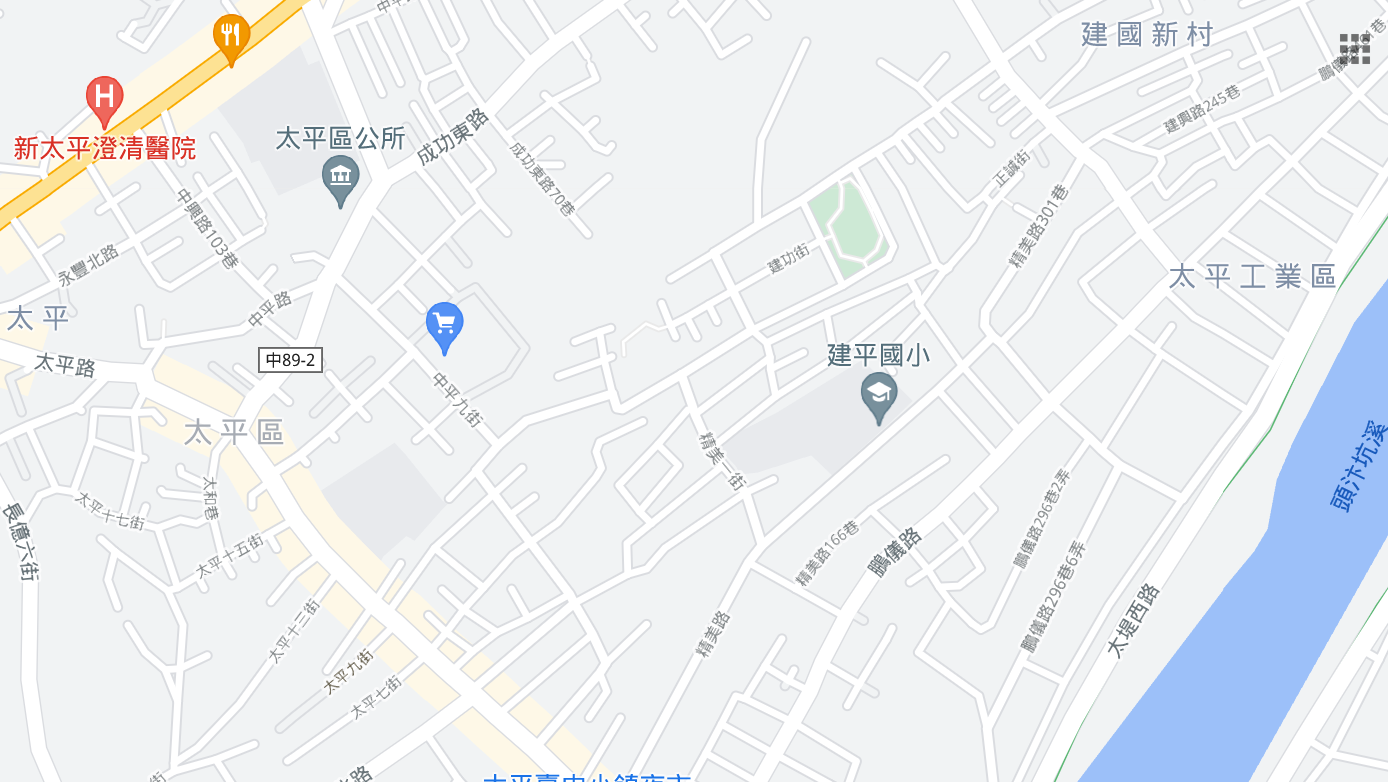 建國新村
建興路245巷
新太平澄清醫院
太平區公所
成功東路
成功東路70巷
正誠街
中興路103巷
精美路301巷
永豐北路
建功街
太平工業區
中平路
太平
太平路
中89-2
建平國小
中平九街
太平區
精美一街
頭汴坑溪
太和巷
太平十七街
長億六街
太平十五街
精美路166巷
鵬儀路
鵬儀路296巷2弄
鵬儀路296巷6弄
太堤西路
太平十三街
精美路
太平九街
太平七街